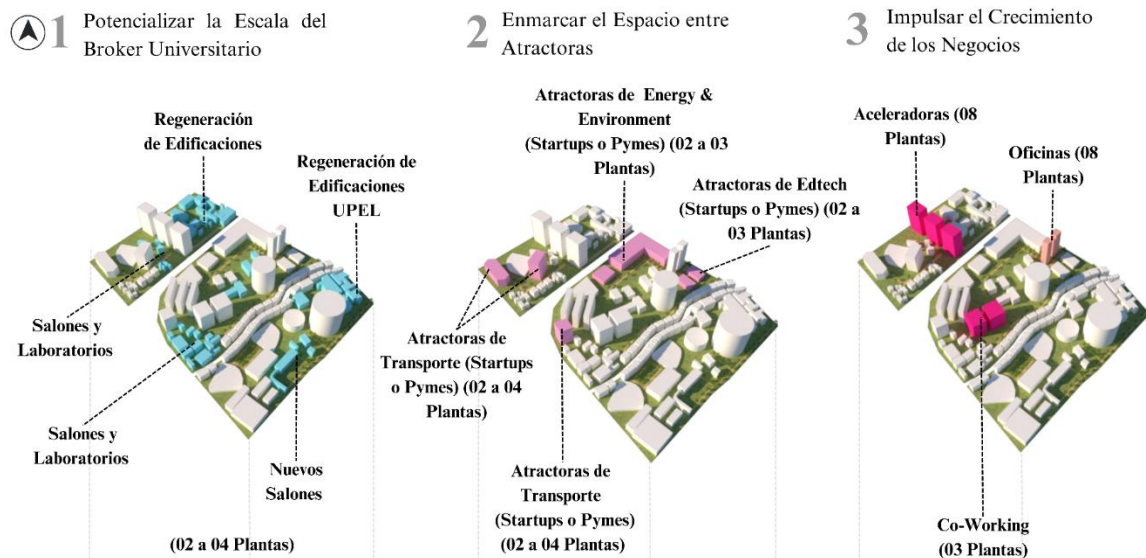 1
Potencializar la Escala del
Broker Universitario
Regeneración
de Edificaciones
Regeneración de
Edificaciones
UPEL
Salones y
Laboratorios
Salones y
Laboratorios
Nuevos
Salones
(02 a 04 Plantas)
2
Enmarcar el Espacio entre
Atractoras
Atractoras de Energy &
Environment
(Startups o Pymes) (02 a 03
Plantas)
Atractoras de Edtech
(Startups o Pymes) (02 a
03 Plantas)
Atractoras de
Transporte (Startups
o Pymes) (02 a 04
Plantas)
Atractoras de
Transporte
(Startups o Pymes)
(02 a 04 Plantas)
3
Impulsar el Crecimiento
de los Negocios
Aceleradoras (08
Plantas)
Oficinas (08
Plantas)
Co-Working
(03 Plantas)